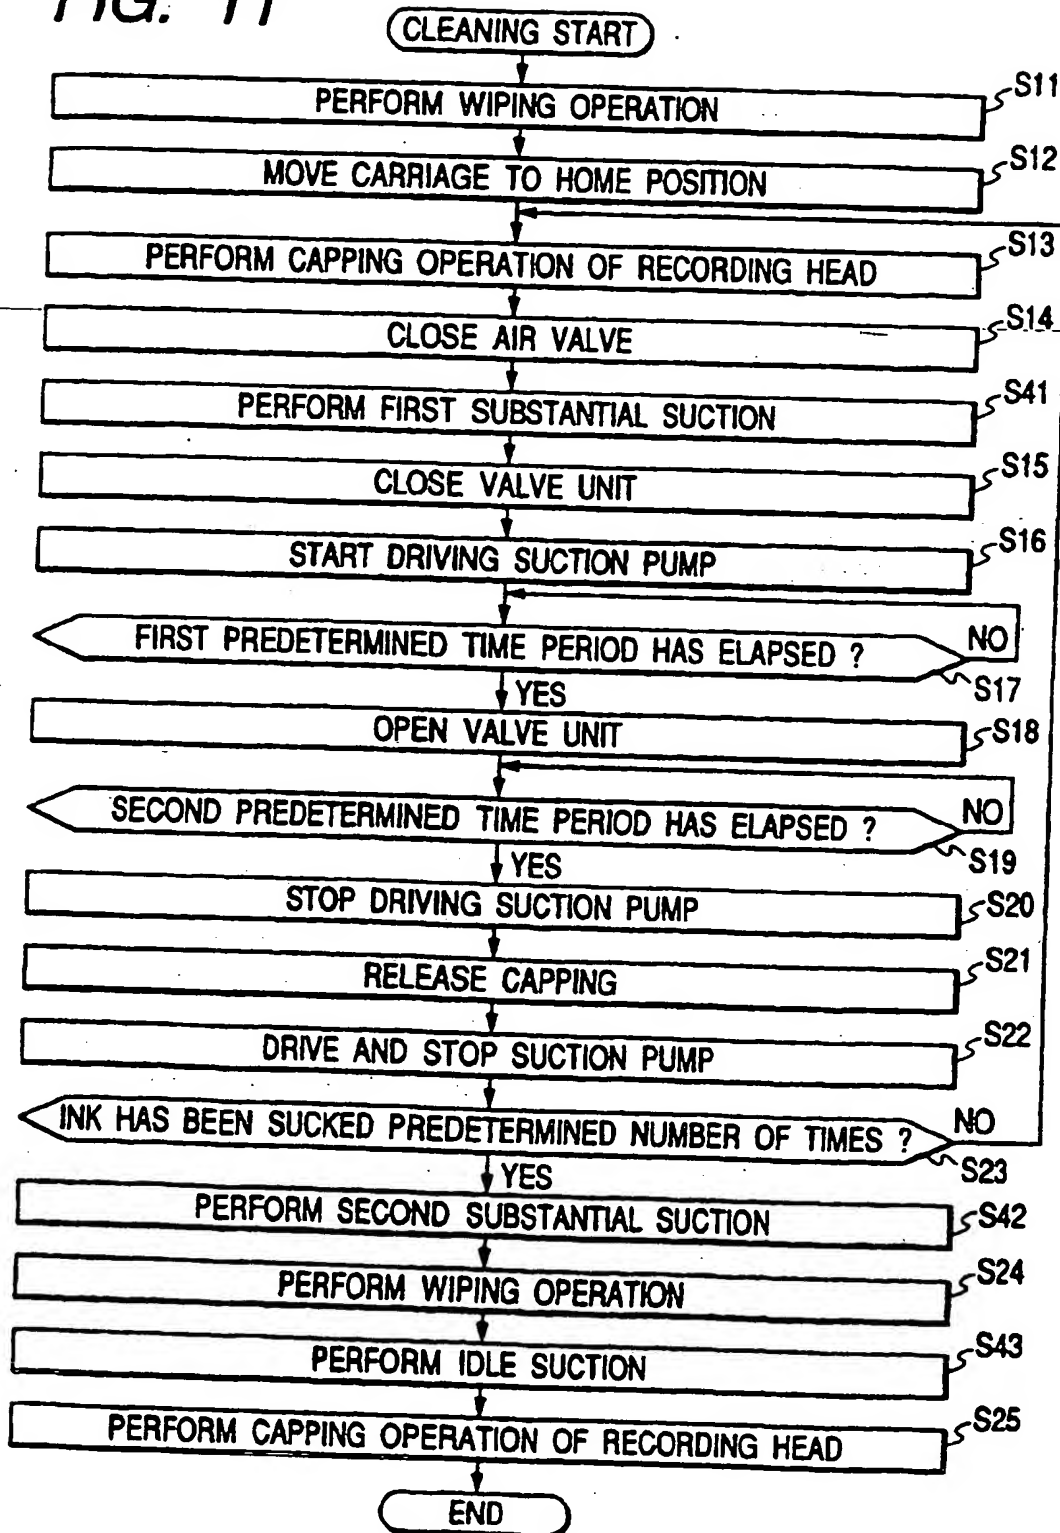 FIG. 11
CLEANING START
PERFORM WIPING OPERATION
S11
MOVE CARRIAGE TO HOME POSITION
S12
PERFORM CAPPING OPERATION OF RECORDING HEAD
S13
CLOSE AIR VALVE
S14
PERFORM FIRST SUBSTANTIAL SUCTION
S41
CLOSE VALVE UNIT
S15
START DRIVING SUCTION PUMP
S16
FIRST PREDETERMINED TIME PERIOD HAS ELAPSED ?
NO
S17
YES
OPEN VALVE UNIT
S18
SECOND PREDETERMINED TIME PERIOD HAS ELAPSED ?
NO
S19
YES
STOP DRIVING SUCTION PUMP
S20
RELEASE CAPPING
S21
DRIVE AND STOP SUCTION PUMP
S22
INK HAS BEEN SUCKED PREDETERMINED NUMBER OF TIMES ?
NO
S23
YES
PERFORM SECOND SUBSTANTIAL SUCTION
S42
PERFORM WIPING OPERATION
S24
PERFORM IDLE SUCTION
S43
PERFORM CAPPING OPERATION OF RECORDING HEAD
S25
END